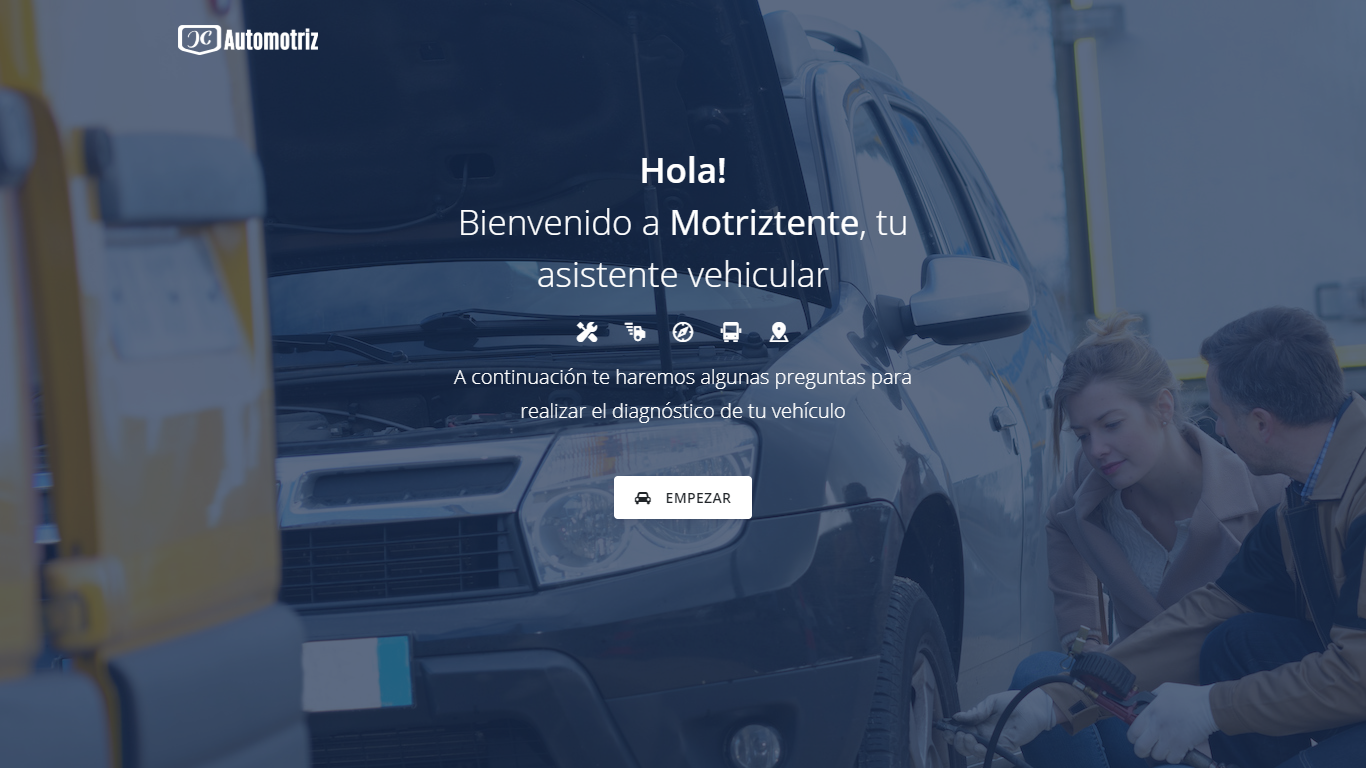 JC Automotriz
Hola!
Bienvenido a Motriztente, tu
asistente vehicular
A continuación te haremos algunas preguntas para
realizar el diagnóstico de tu vehículo
EMPEZAR